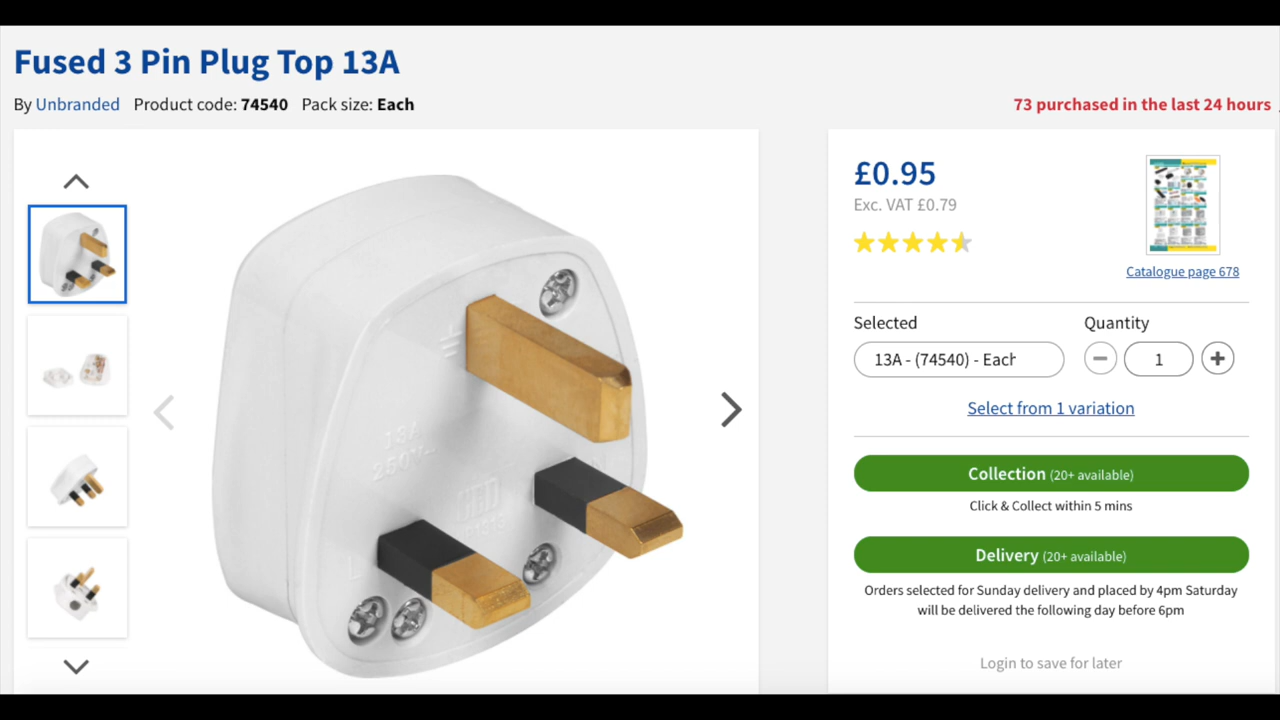 Fused 3 Pin Plug Top 13A
By Unbranded Product code: 74540 Pack size: Each
73 purchased in the last 24 hours
13A
250V~
£0.95
Exc. VAT £0.79
Catalogue page 678
Selected
Quantity
13A - (74540) - Each
1
Select from 1 variation
Collection (20+ available)
Click & Collect within 5 mins
Delivery (20+ available)
Orders selected for Sunday delivery and placed by 4pm Saturday
will be delivered the following day before 6pm
Login to save for later